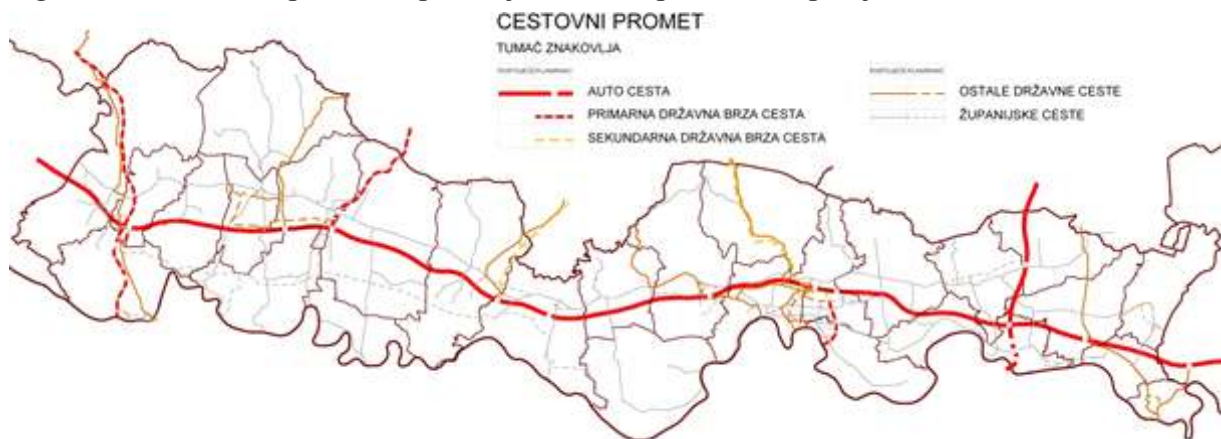 CESTOVNI PROMET
TUMAČ ZNAKOVLJA
AUTO CESTA
PRIMARNA DRŽAVNA BRZA CESTA
SEKUNDARNA DRŽAVNA BRZA CESTA
OSTALE DRŽAVNE CESTE
ŽUPANIJSKE CESTE